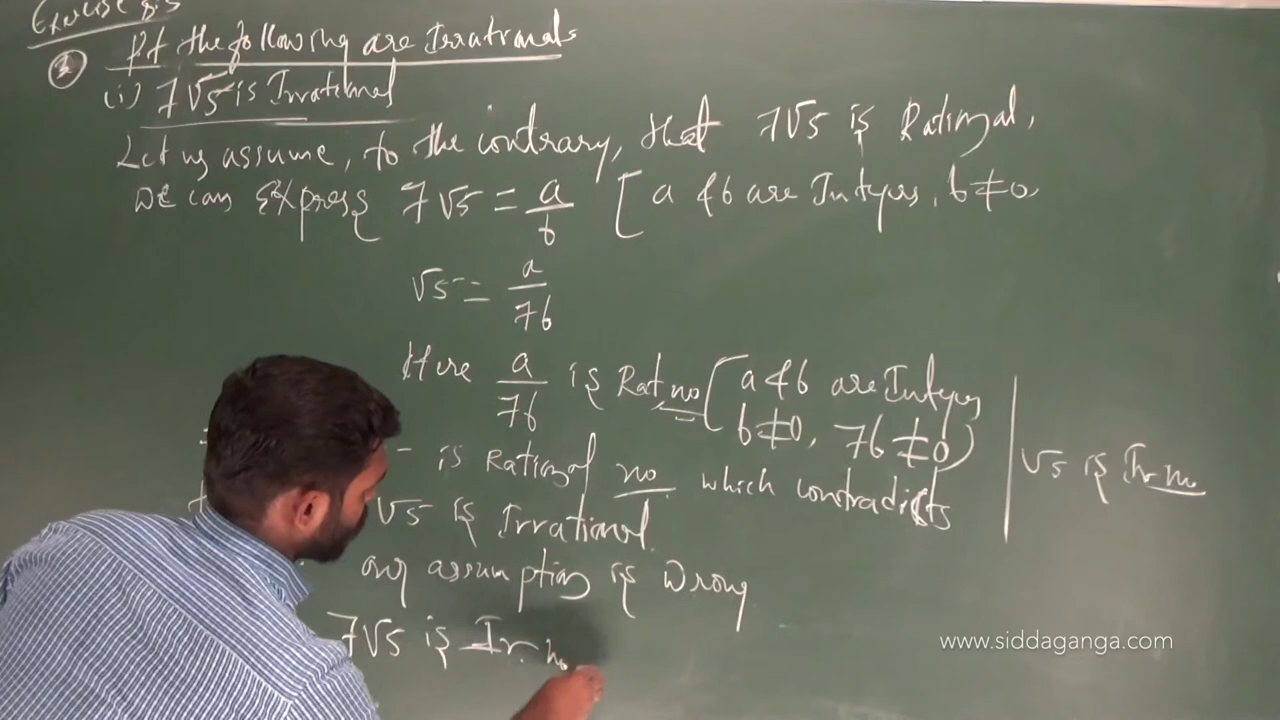 Exercise
1 PT the following are Irrationals
(i) 7√5 is Irrational
Let us assume, to the contrary, that 7√5 is Rational,
we can Express 7√5 = a/b [a & b are Integers, b≠0
√5 = a/7b
Here a/7b is Rat.no (a & b are Integers
b≠0, 7b≠0)
is Rational no which contradicts
√5 is Irr no
√5 is Irrational.
our assumption is wrong
7√5 is Ir. no
www.siddaganga.com